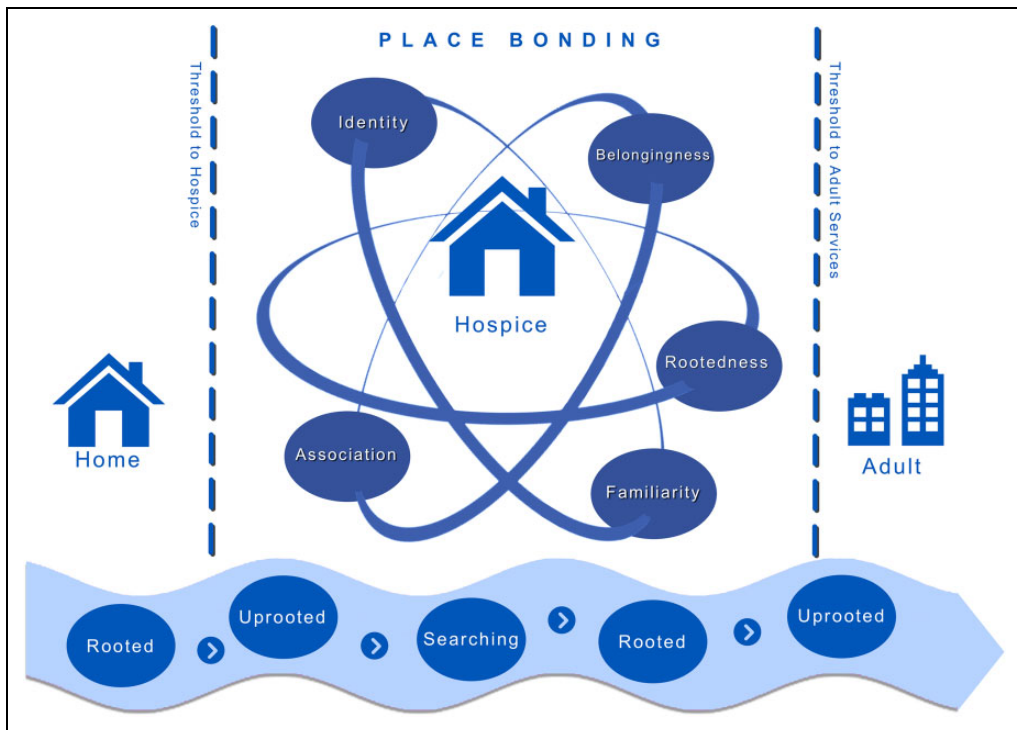 PLACE BONDING
Threshold to Hospice
Threshold to Adult Services
Identity
Belongingness
Hospice
Rootedness
Association
Familiarity
Home
Adult
Rooted
Uprooted
Searching
Rooted
Uprooted